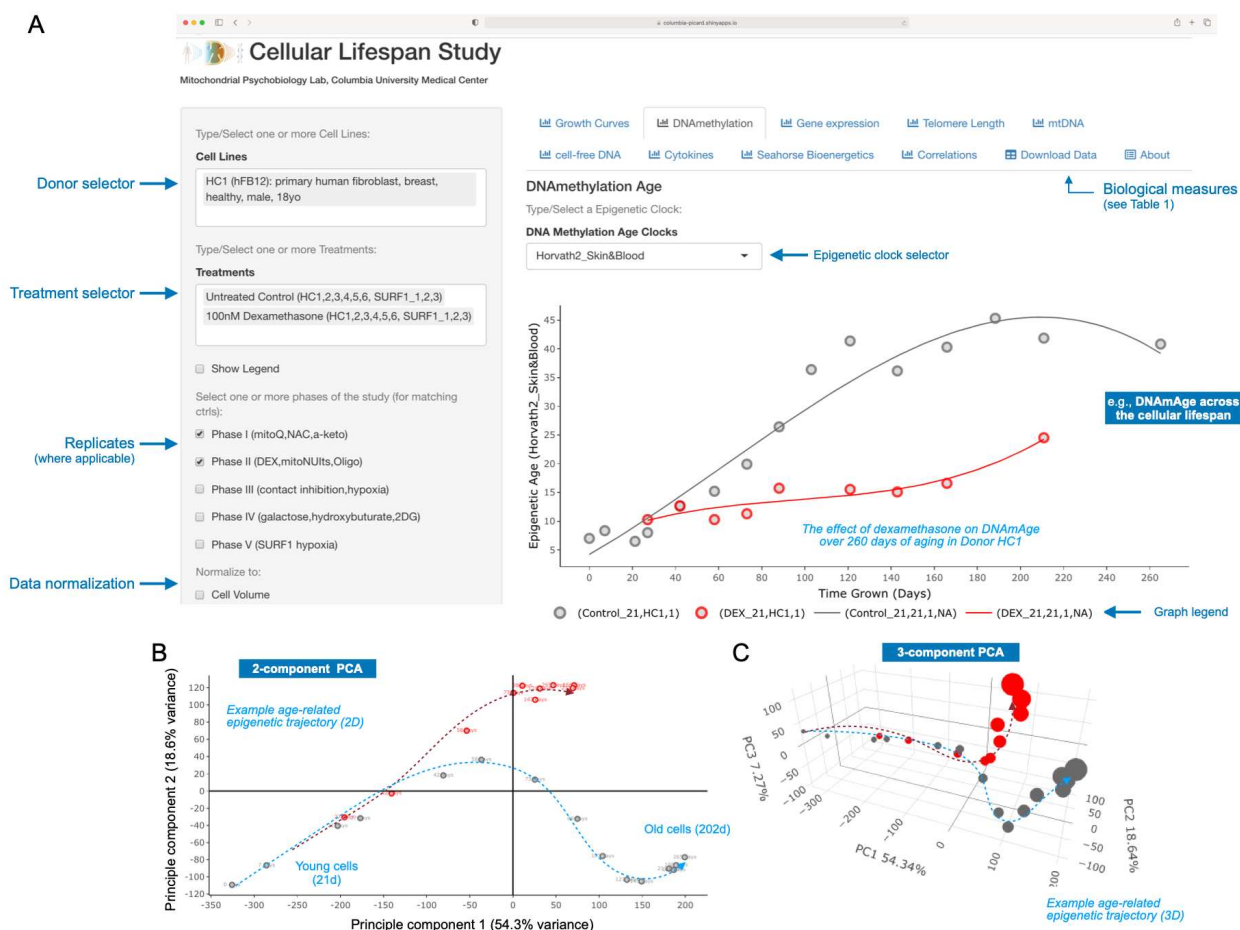 A
columbia-picard.shinyapps.io
Cellular Lifespan Study
Mitochondrial Psychobiology Lab, Columbia University Medical Center
Donor selector
Treatment selector
Replicates
(where applicable)
Data normalization
Type/Select one or more Cell Lines:
Cell Lines
HC1 (hFB12): primary human fibroblast, breast,
healthy, male, 18yo
Type/Select one or more Treatments:
Treatments
Untreated Control (HC1,2,3,4,5,6, SURF1_1,2,3)
100nM Dexamethasone (HC1,2,3,4,5,6, SURF1_1,2,3)
Show Legend
Select one or more phases of the study (for matching
ctrls):
Phase I (mitoQ,NAC,a-keto)
Phase II (DEX,mitoNUIts,Oligo)
Phase III (contact inhibition,hypoxia)
Phase IV (galactose,hydroxybuturate,2DG)
Phase V (SURF1 hypoxia)
Normalize to:
Cell Volume
Growth Curves DNAmethylation Gene expression Telomere Length mtDNA
cell-free DNA Cytokines Seahorse Bioenergetics Correlations Download Data About
Biological measures
(see Table 1)
DNAmethylation Age
Type/Select a Epigenetic Clock:
DNA Methylation Age Clocks
Horvath2_Skin&Blood
Epigenetic clock selector
Epigenetic Age (Horvath2_Skin&Blood)
45
40
35
30
25
20
15
10
5
e.g., DNAmAge across
the cellular lifespan
The effect of dexamethasone on DNAmAge
over 260 days of aging in Donor HC1
0 20 40 60 80 100 120 140 160 180 200 220 240 260
Time Grown (Days)
(Control_21,HC1,1) (DEX_21,HC1,1) (Control_21,21,1,NA) (DEX_21,21,1,NA)
Graph legend
B
2-component PCA
Example age-related
epigenetic trajectory (2D)
Principle component 2 (18.6% variance)
120
100
80
60
40
20
0
-20
-40
-60
-80
-100
-120
Young cells
(21d)
Old cells (202d)
-350 -300 -250 -200 -150 -100 -50 0 50 100 150 200
Principle component 1 (54.3% variance)
C
3-component PCA
PC3 7.27%
100
50
0
-50
-100
PC1 54.34%
-300
-200
-100
0
100
200
PC2 18.64%
100
50
0
-50
-100
Example age-related
epigenetic trajectory (3D)